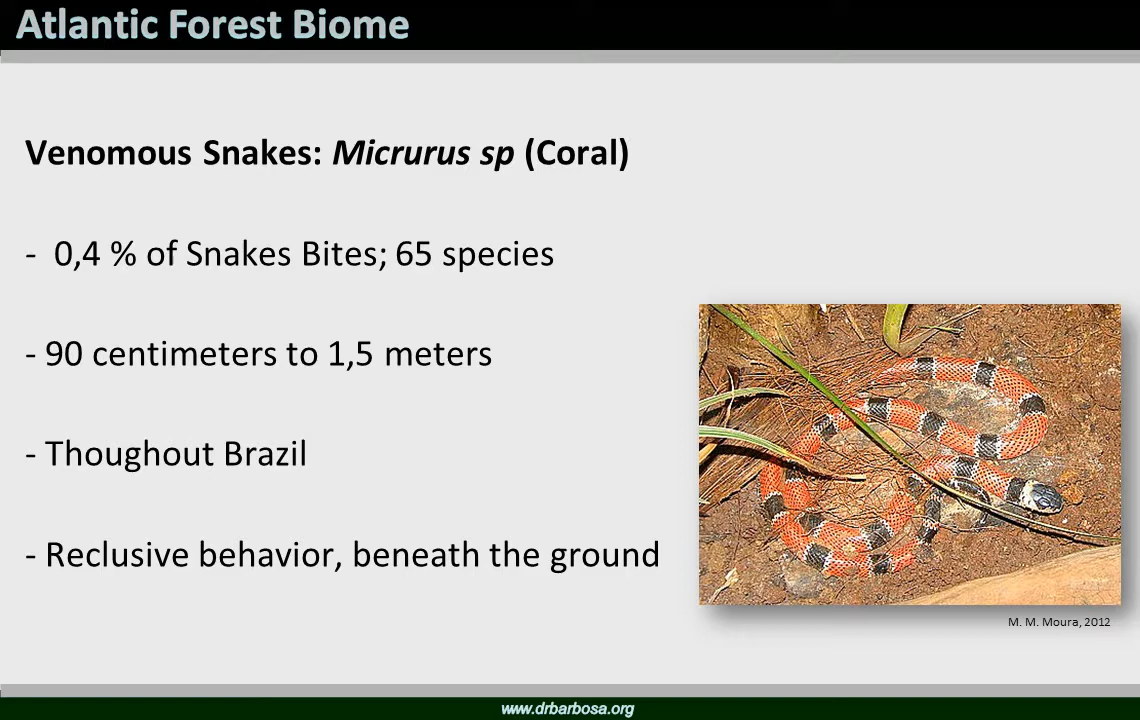 Atlantic Forest Biome
Venomous Snakes: Micrurus sp (Coral)
- 0,4 % of Snakes Bites; 65 species
- 90 centimeters to 1,5 meters
- Thoughout Brazil
- Reclusive behavior, beneath the ground
M. M. Moura, 2012
www.drbarbosa.org